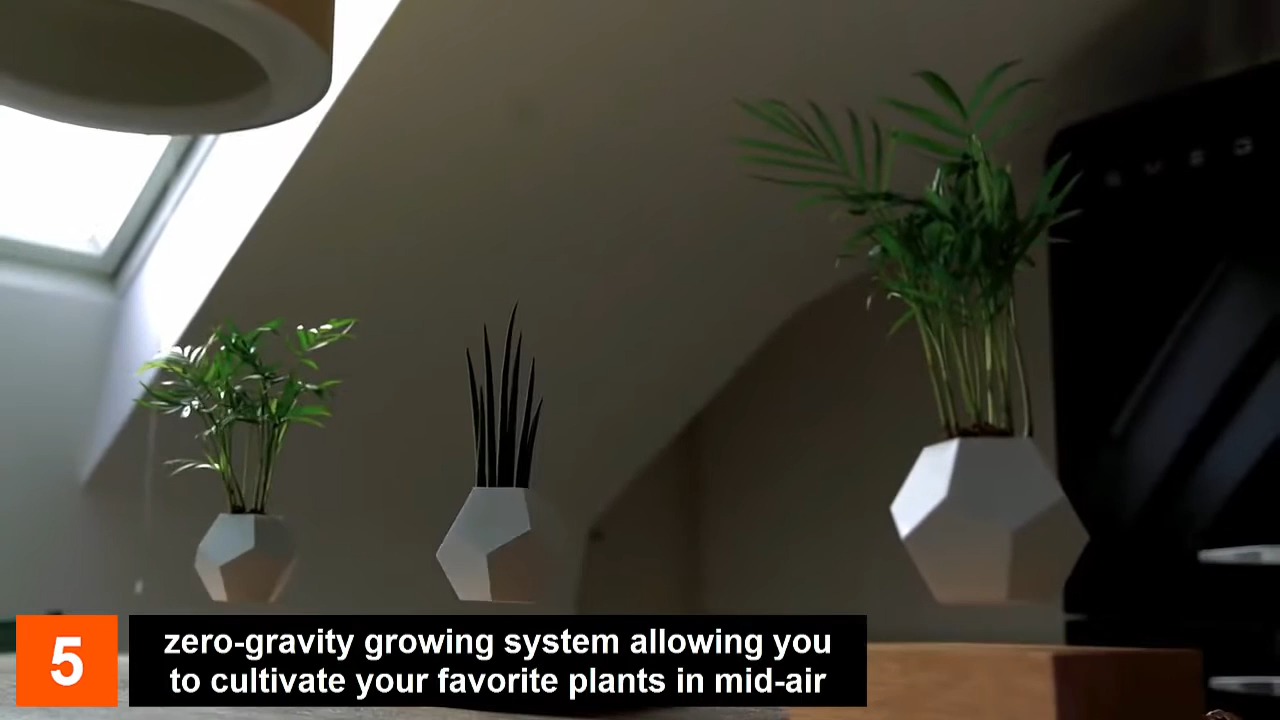 5
zero-gravity growing system allowing you
to cultivate your favorite plants in mid-air